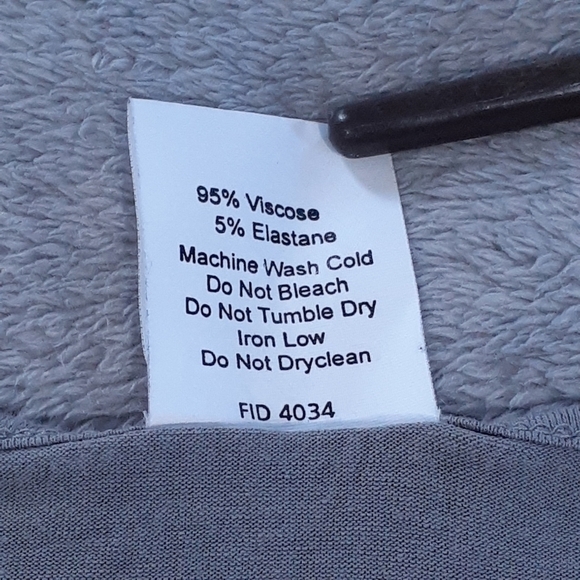 95% Viscose
5% Elastane
Machine Wash Cold
Do Not Bleach
Do Not Tumble Dry
Iron Low
Do Not Dryclean
FID 4034